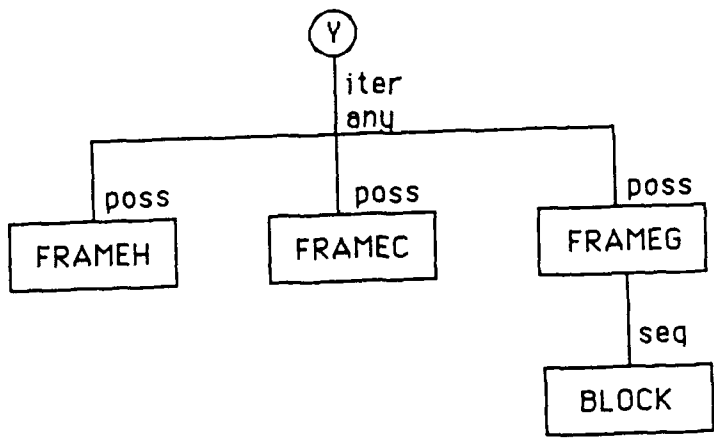 Y
iter
any
poss
poss
poss
FRAMEH
FRAMEC
FRAMEG
seq
BLOCK